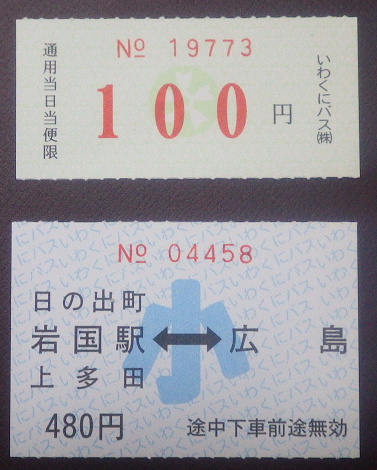 № 19773
通用当日当便限
100円
いわくにバス㈱
№ 04458
小
日の出町
岩国駅↔広島
上多田
480円
途中下車前途無効